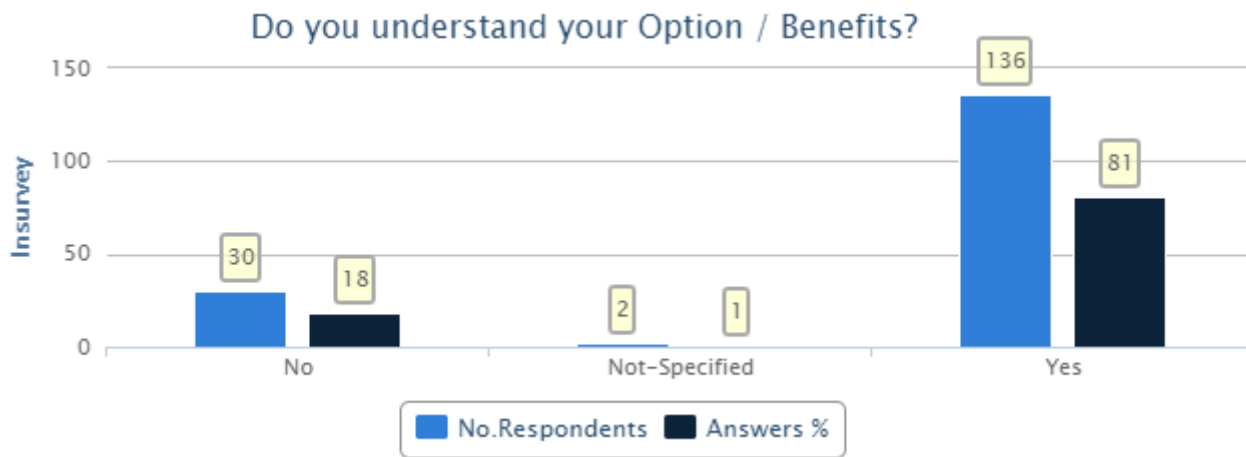 Do you understand your Option / Benefits?
Insurvey
150
100
50
0
30
18
2
1
136
81
No
Not-Specified
Yes
No.Respondents
Answers %